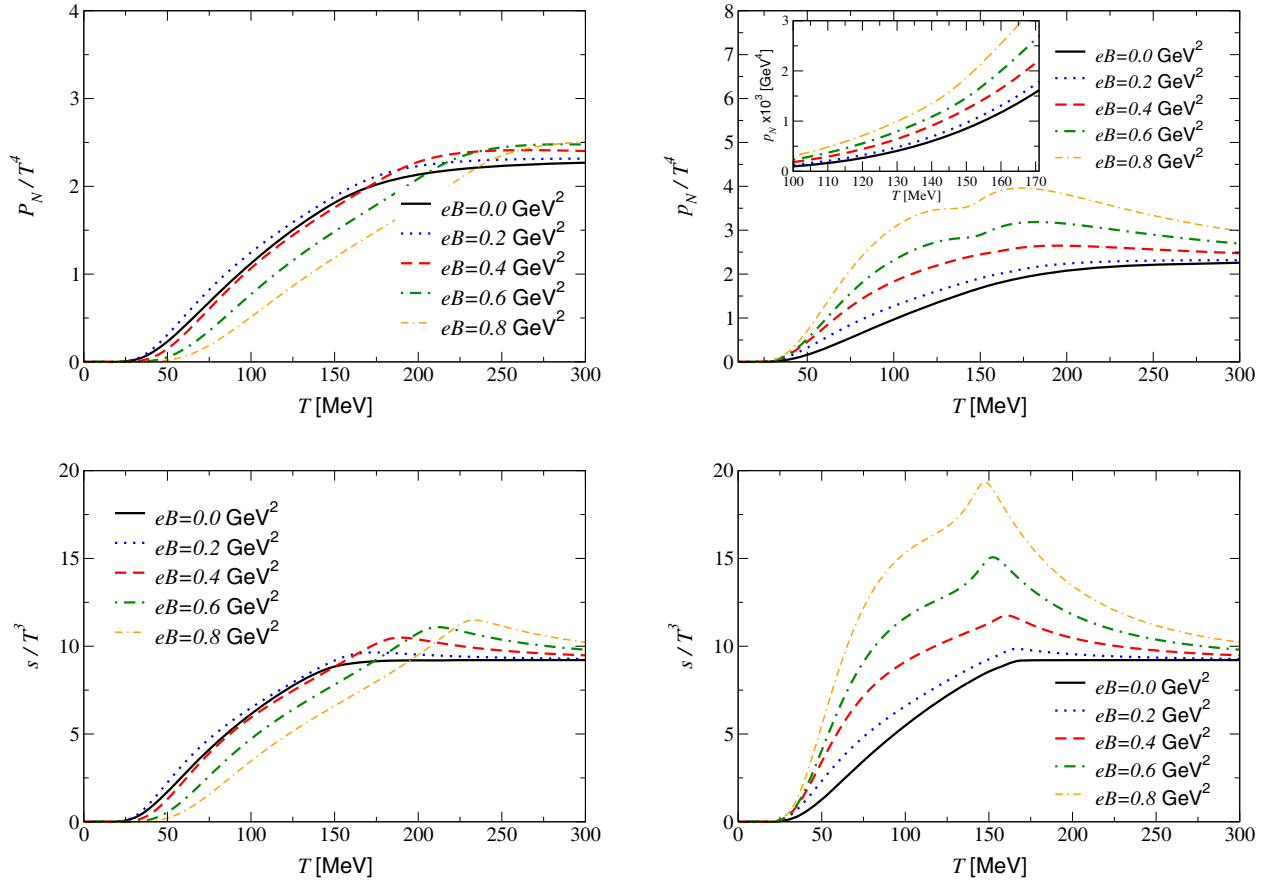 4
3
2
1
0
P_N / T^4
0 50 100 150 200 250 300
T [MeV]
eB=0.0 GeV^2
eB=0.2 GeV^2
eB=0.4 GeV^2
eB=0.6 GeV^2
eB=0.8 GeV^2
8
7
6
5
4
3
2
1
0
p_N / T^4
50 100 150 200 250 300
T [MeV]
3
2
1
0
p_N x10^3 [GeV^4]
100 110 120 130 140 150 160 170
T [MeV]
eB=0.0 GeV^2
eB=0.2 GeV^2
eB=0.4 GeV^2
eB=0.6 GeV^2
eB=0.8 GeV^2
20
15
10
5
0
s / T^3
0 50 100 150 200 250 300
T [MeV]
eB=0.0 GeV^2
eB=0.2 GeV^2
eB=0.4 GeV^2
eB=0.6 GeV^2
eB=0.8 GeV^2
20
15
10
5
0
s / T^3
0 50 100 150 200 250 300
T [MeV]
eB=0.0 GeV^2
eB=0.2 GeV^2
eB=0.4 GeV^2
eB=0.6 GeV^2
eB=0.8 GeV^2